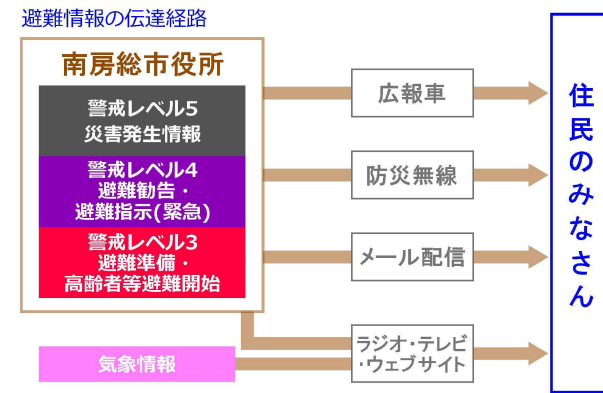 避難情報の伝達経路
南房総市役所
警戒レベル5
災害発生情報
警戒レベル4
避難勧告・
避難指示(緊急)
警戒レベル3
避難準備・
高齢者等避難開始
気象情報
広報車
防災無線
メール配信
ラジオ・テレビ
・ウェブサイト
住民のみなさん